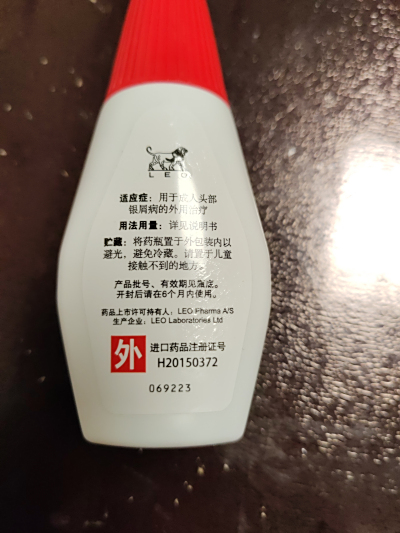 LEO
适应症：用于成人头部
银屑病的外用治疗
用法用量：详见说明书
贮藏：将药瓶置于外包装内以
避光，避免冷藏。请置于儿童
接触不到的地方。
产品批号、有效期见瓶底。
开封后请在6个月内使用。
药品上市许可持有人：LEO Pharma A/S
生产企业：LEO Laboratories Ltd
外 进口药品注册证号
H20150372
069223